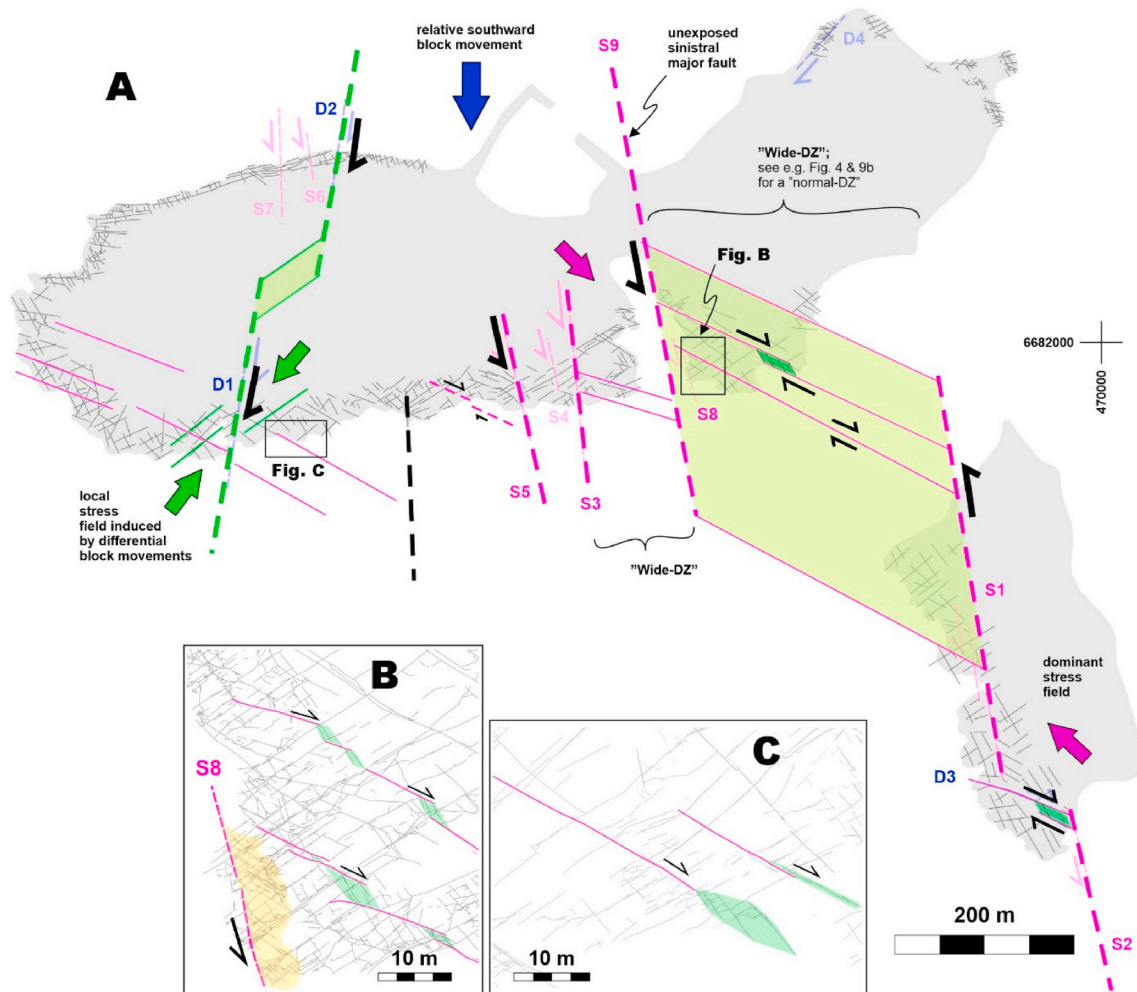 A
relative southward
block movement
S9
unexposed
sinistral
major fault
D4
D2
S7
S6
"Wide-DZ";
see e.g. Fig. 4 & 9b
for a "normal-DZ"
Fig. B
6682000
470000
D1
S4
S8
Fig. C
S5
S3
local
stress
field induced
by differential
block movements
"Wide-DZ"
S1
dominant
stress
field
D3
200 m
S2
B
S8
10 m
C
10 m